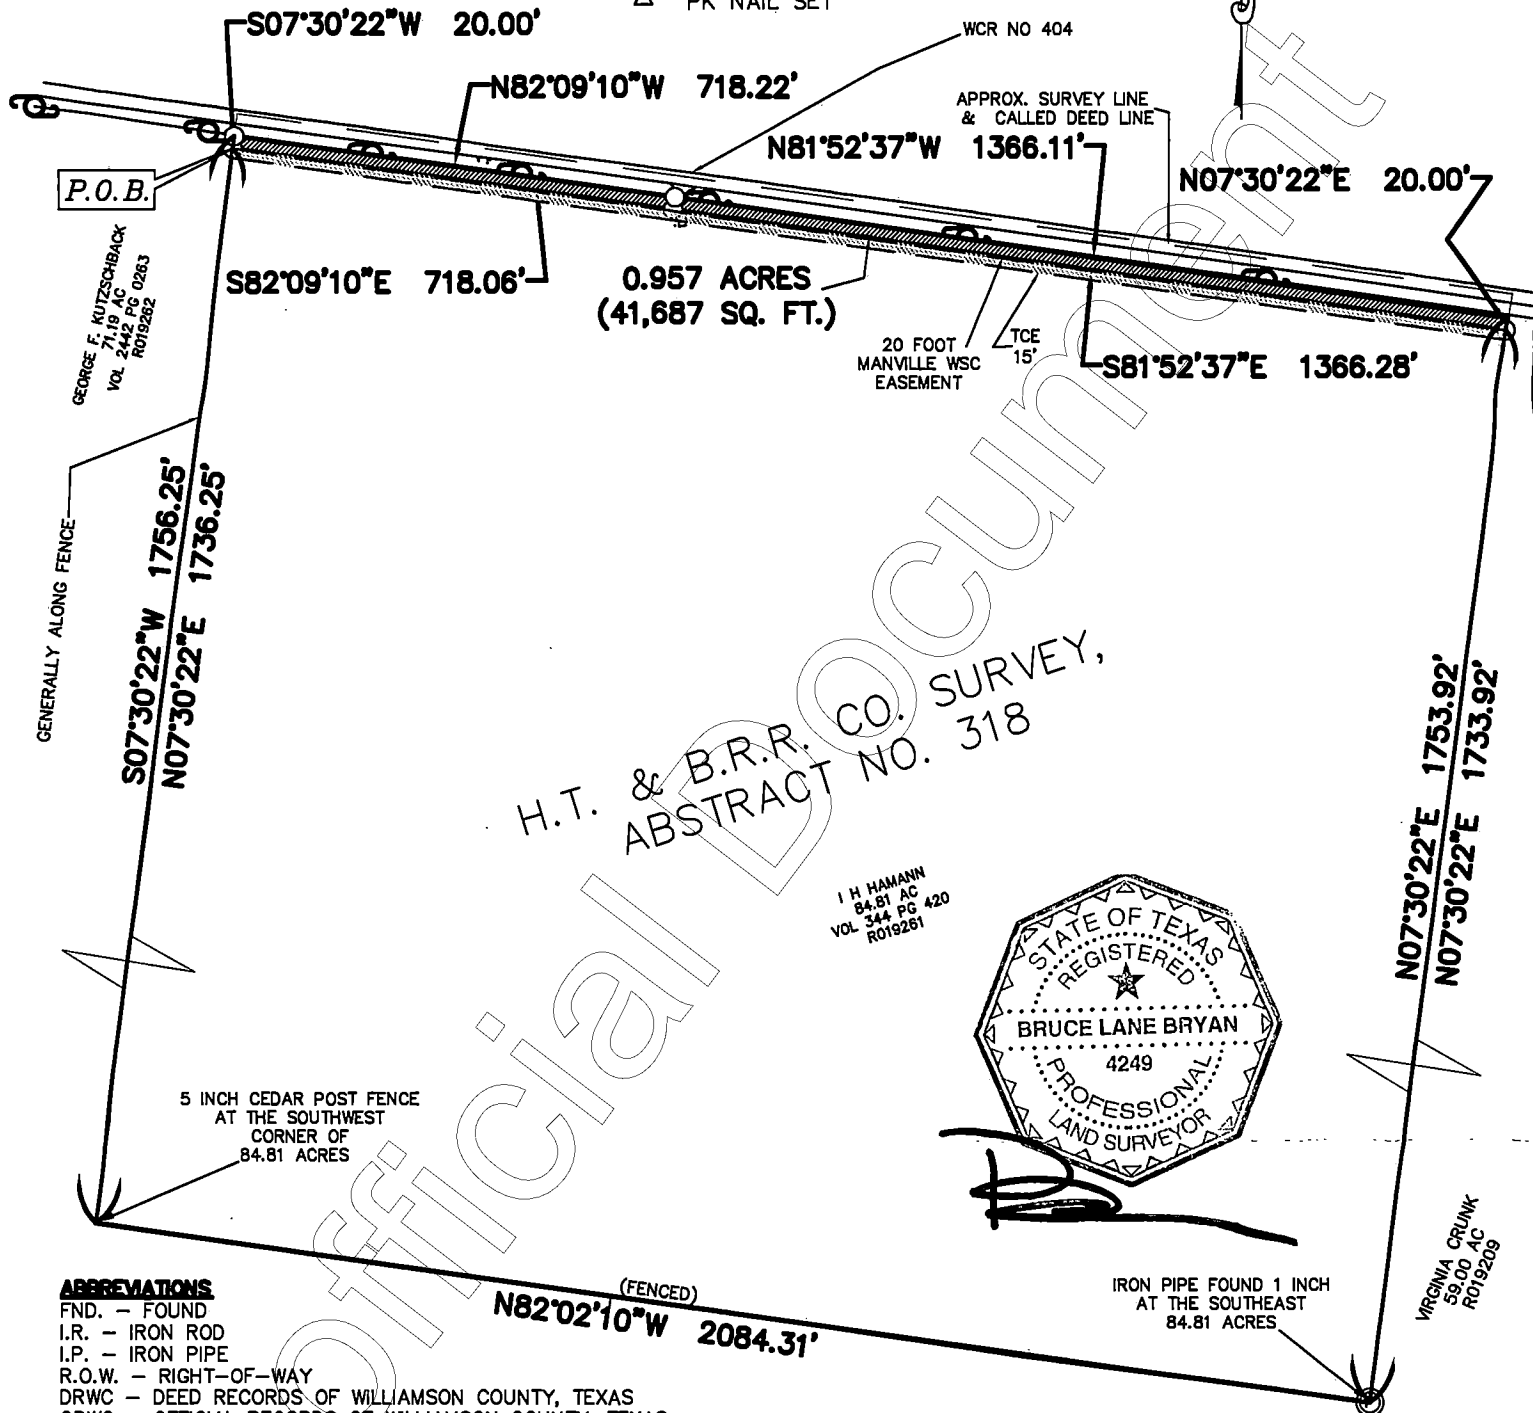 PK NAIL SET
S07°30'22"W 20.00'
WCR NO 404
N82°09'10"W 718.22'
APPROX. SURVEY LINE
& CALLED DEED LINE
N81°52'37"W 1366.11'
N07°30'22"E 20.00'
P.O.B.
GEORGE F. KUTZSCHBACK
71.19 AC
VOL 2442 PG 0263
R019262
S82°09'10"E 718.06'
0.957 ACRES
(41,687 SQ. FT.)
20 FOOT
MANVILLE WSC
EASEMENT
TCE
15'
S81°52'37"E 1366.28'
GENERALLY ALONG FENCE
S07°30'22"W 1756.25'
N07°30'22"E 1736.25'
H.T. & B.R.R. CO. SURVEY,
ABSTRACT NO. 318
I H HAMANN
84.81 AC
VOL 344 PG 420
R019261
N07°30'22"E 1753.92'
N07°30'22"E 1733.92'
STATE OF TEXAS
REGISTERED
BRUCE LANE BRYAN
4249
PROFESSIONAL
LAND SURVEYOR
5 INCH CEDAR POST FENCE
AT THE SOUTHWEST
CORNER OF
84.81 ACRES
VIRGINIA CRUNK
59.00 AC
R019209
IRON PIPE FOUND 1 INCH
AT THE SOUTHEAST
84.81 ACRES
(FENCED)
N82°02'10"W 2084.31'
ABBREVIATIONS
FND. - FOUND
I.R. - IRON ROD
I.P. - IRON PIPE
R.O.W. - RIGHT-OF-WAY
DRWC - DEED RECORDS OF WILLIAMSON COUNTY, TEXAS
official Document